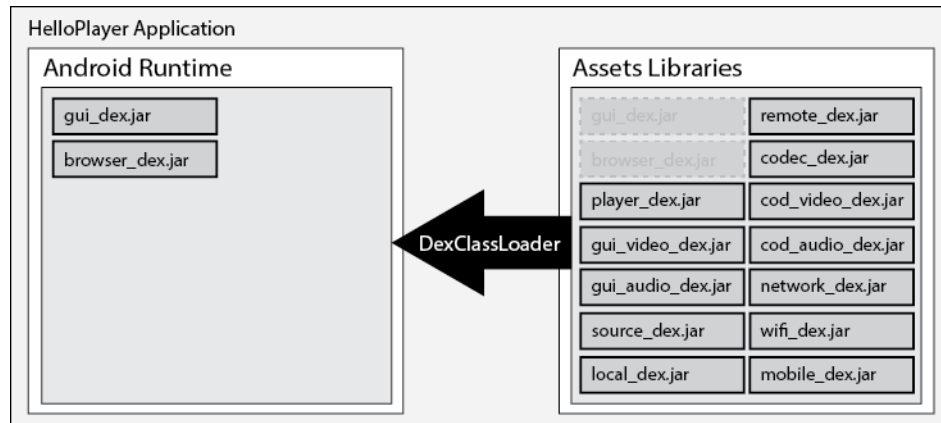 HelloPlayer Application
Android Runtime
gui_dex.jar
browser_dex.jar
DexClassLoader
Assets Libraries
gui_dex.jar
remote_dex.jar
browser_dex.jar
codec_dex.jar
player_dex.jar
cod_video_dex.jar
gui_video_dex.jar
cod_audio_dex.jar
gui_audio_dex.jar
network_dex.jar
source_dex.jar
wifi_dex.jar
local_dex.jar
mobile_dex.jar